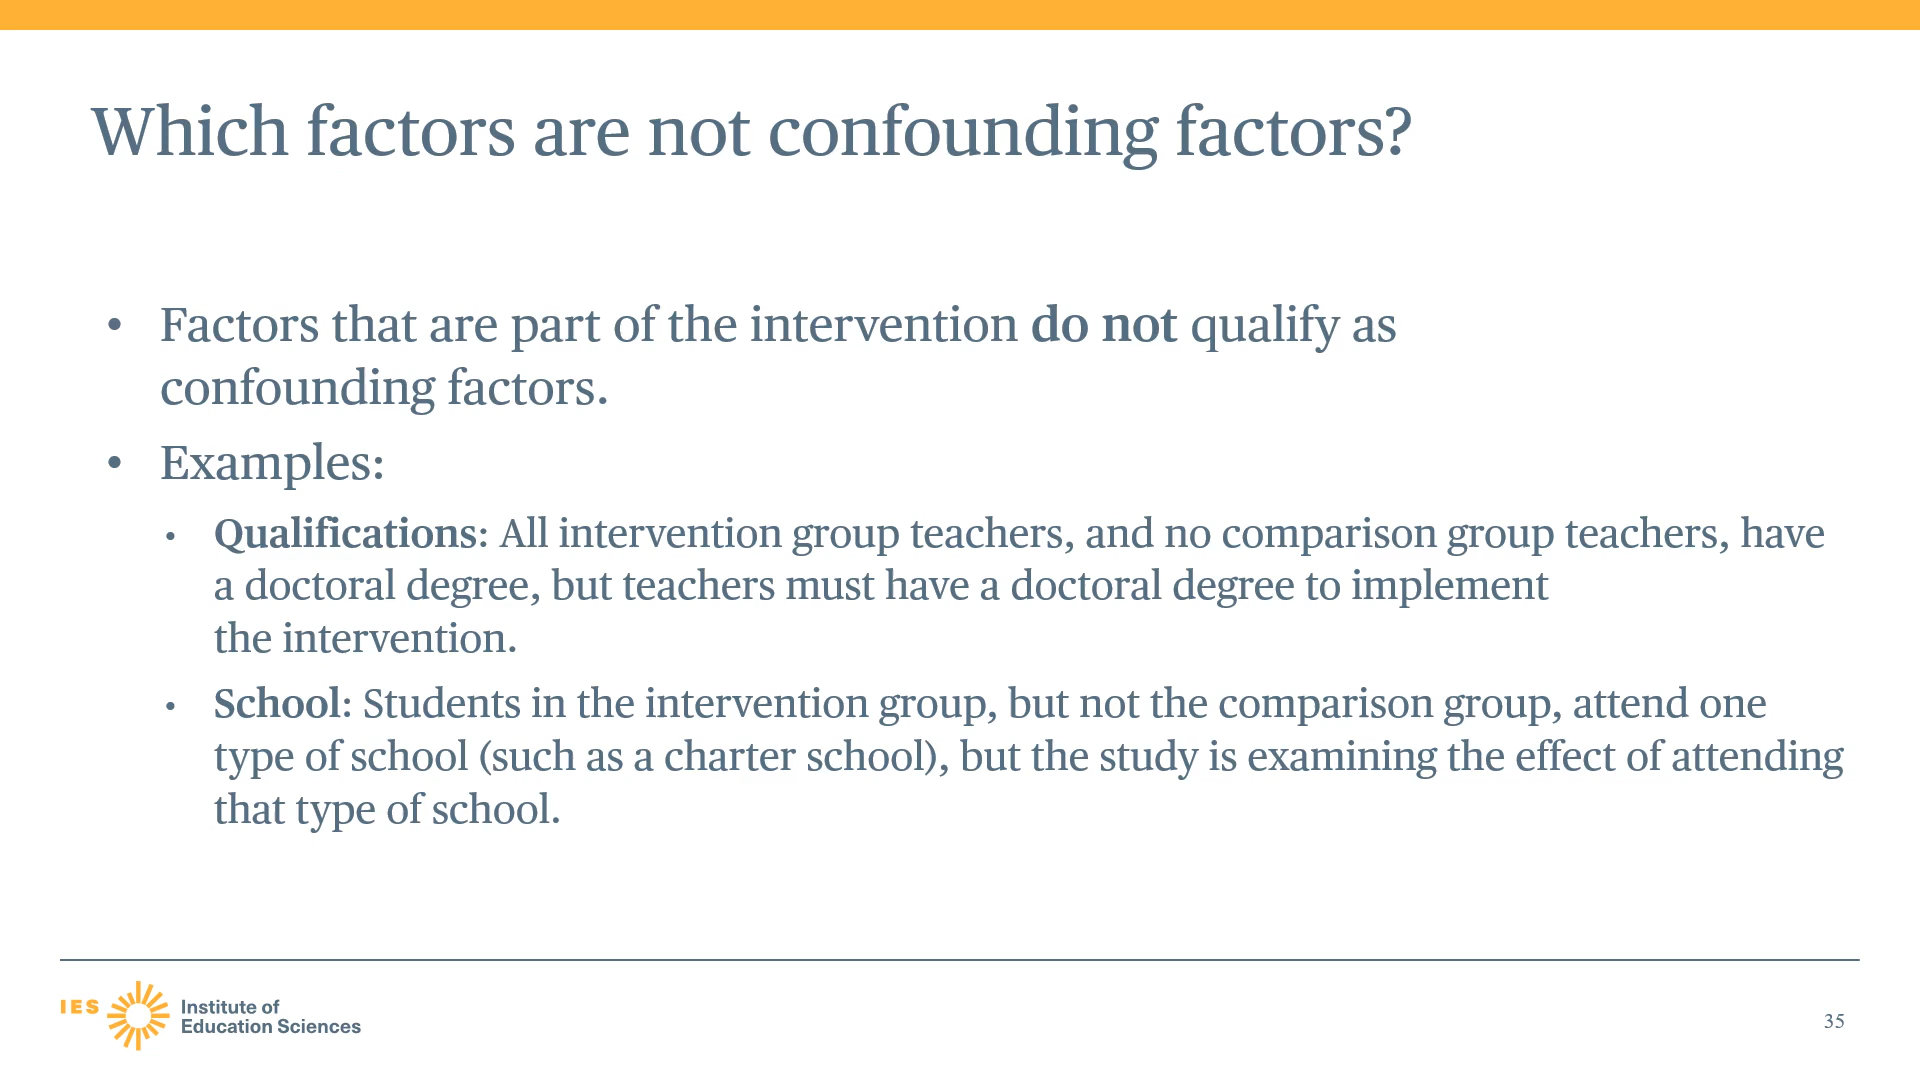 Which factors are not confounding factors?
• Factors that are part of the intervention do not qualify as
confounding factors.
• Examples:
• Qualifications: All intervention group teachers, and no comparison group teachers, have
a doctoral degree, but teachers must have a doctoral degree to implement
the intervention.
• School: Students in the intervention group, but not the comparison group, attend one
type of school (such as a charter school), but the study is examining the effect of attending
that type of school.
IES
Institute of
Education Sciences
35